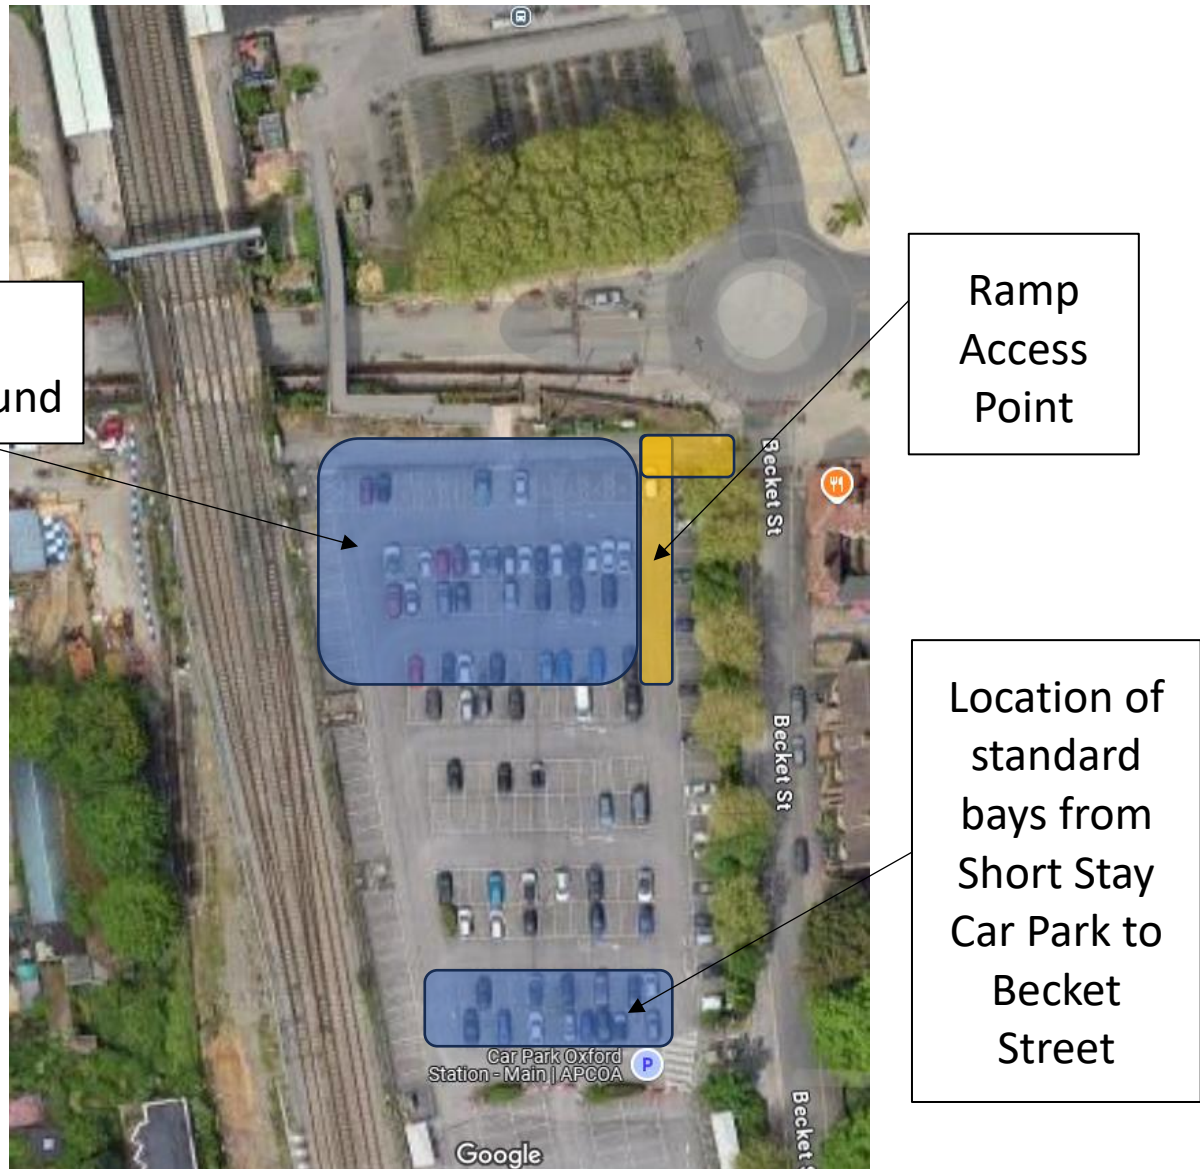 und
Ramp
Access
Point
Becket St
Becket St
Location of
standard
bays from
Short Stay
Car Park to
Becket
Street
Car Park Oxford
Station - Main | APCOA
P
Becket S
Google